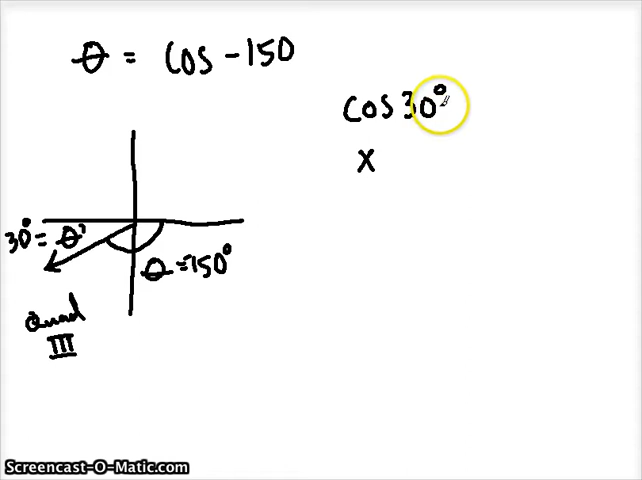 θ = cos -150
cos 30°
x
30° = θ'
θ = -150°
Quad
III
Screencast-O-Matic.com